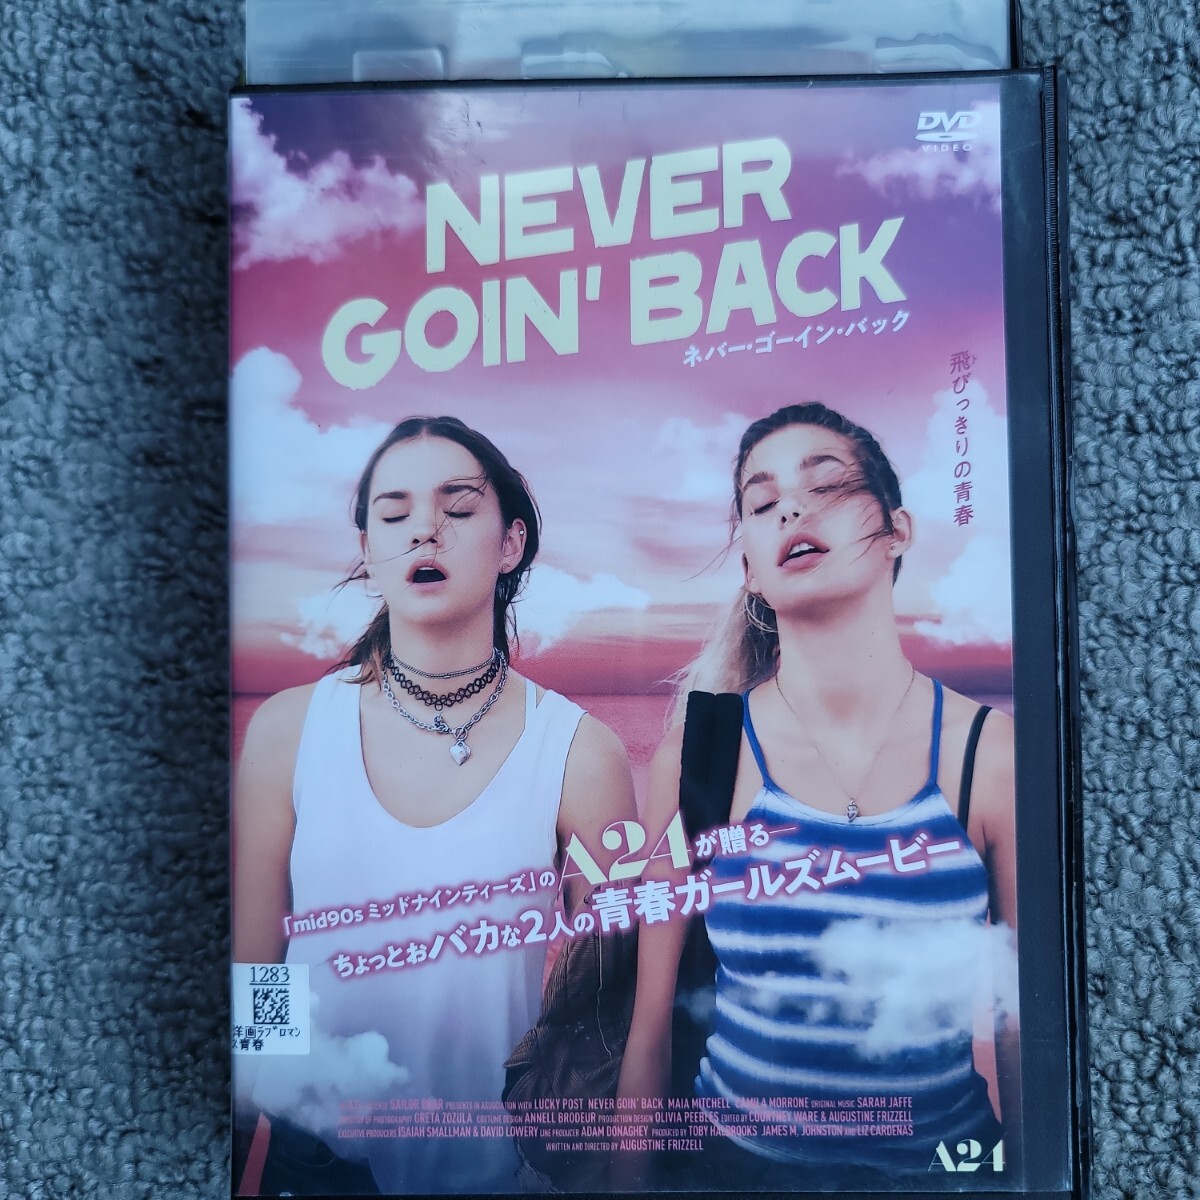 DVD
VIDEO
NEVER
GOIN' BACK
ネバー・ゴーイン・バック
飛びっきりの青春
「mid90s ミッドナインティーズ」のA24が贈る―
ちょっとおバカな2人の青春ガールズムービー
1283
洋画ラブロマン
青春
SAILOR BEAR PRESENTS IN ASSOCIATION WITH LUCKY POST NEVER GOIN' BACK MAIA MITCHELL CAMILA MORRONE ORIGINAL MUSIC SARAH JAFFE
DIRECTOR OF PHOTOGRAPHY GRETA ZOZULA COSTUME DESIGN ANNELL BRODEUR PRODUCTION DESIGN OLIVIA PEEBLES EDITED BY COURTNEY WARE & AUGUSTINE FRIZZELL
EXECUTIVE PRODUCERS ISAIAH SMALLMAN & DAVID LOWERY LINE PRODUCER ADAM DONAGHEY PRODUCED BY TOBY HALBROOKS JAMES M. JOHNSTON AND LIZ CARDENAS
WRITTEN AND DIRECTED BY AUGUSTINE FRIZZELL
A24